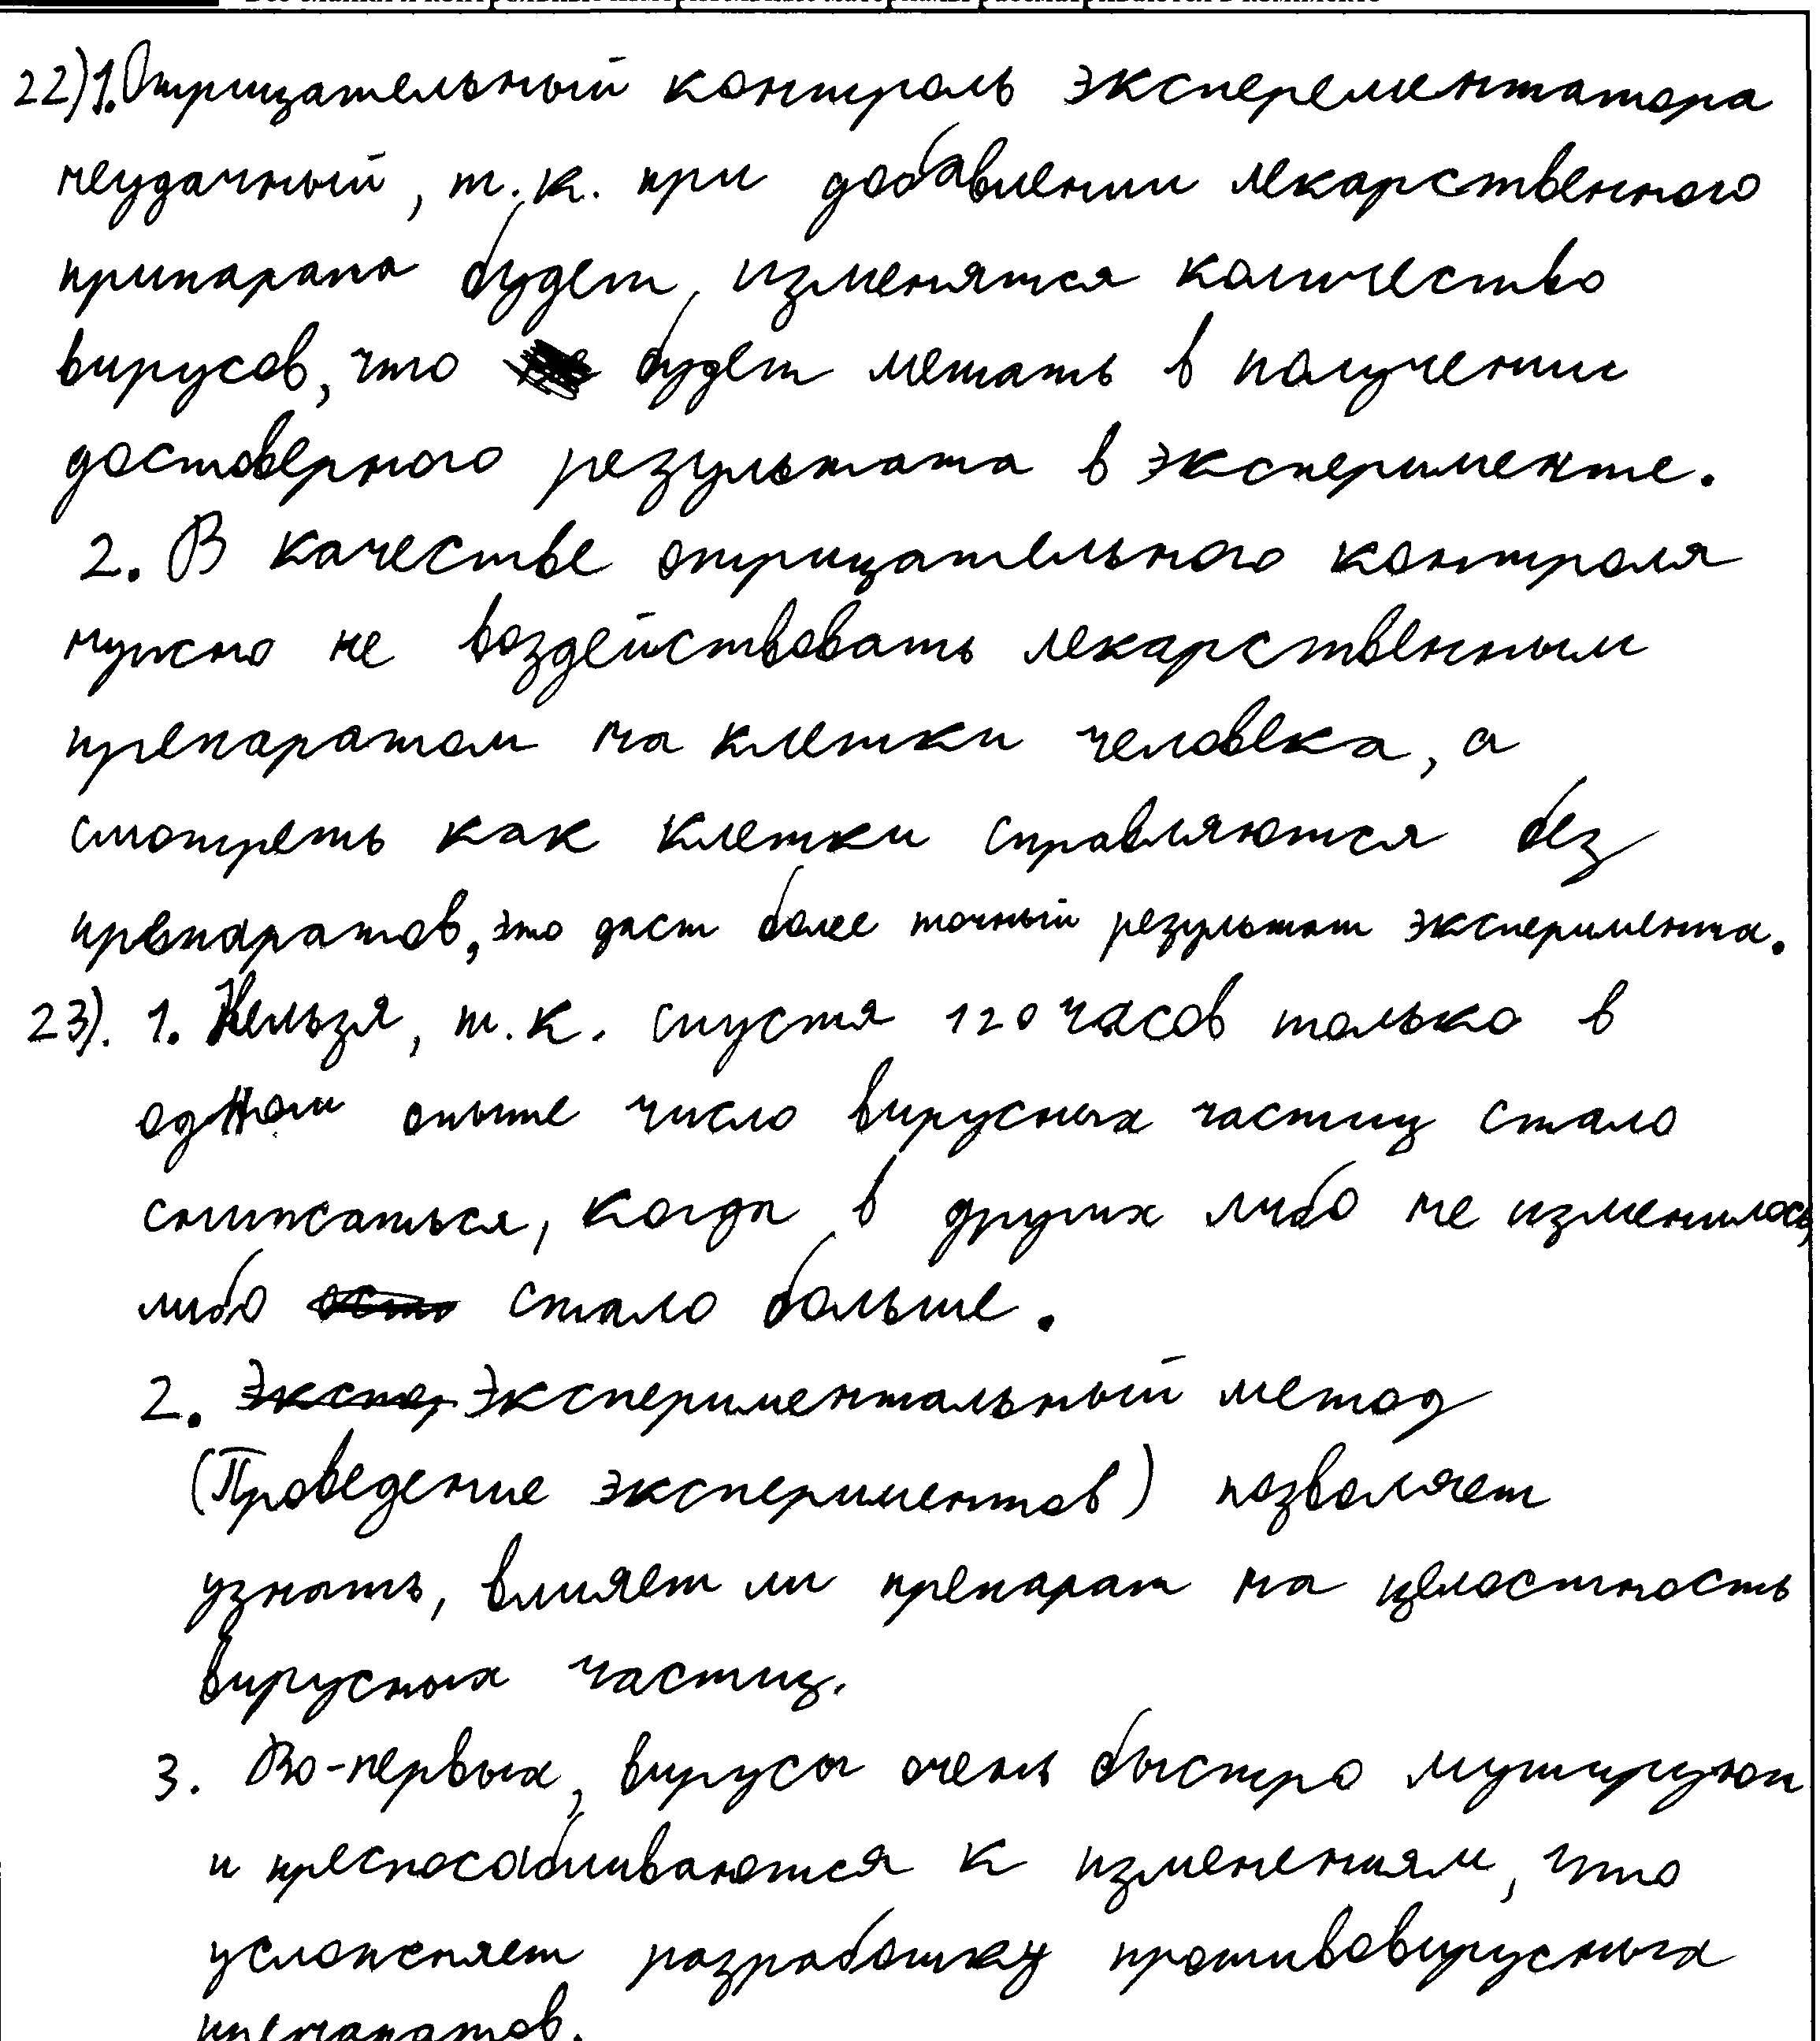 22)1.Отрицательный контроль эксперементатора
неудачный, т.к. при добавлении лекарственного
припарата будет, изменятся количество
вирусов, что будет мешать в получении
достоверного результата в эксперименте.
2. В качестве отрицательного контроля
нужно не воздействовать лекарственным
препаратом на клетки человека, а
смотреть как клетки справляются без
препаратов, это даст более точный результат эксперимента.
23). 1. Нельзя, т.к. спустя 120 часов только в
одном опыте число вирусных частиц стало
снижаться, когда в других либо не изменилось,
либо стало больше.
2. Экспериментальный метод
(Проведение экспериментов) позволяет
узнать, влияет ли препарат на целостность
вирусных частиц.
3. Во-первых, вирусы очень быстро мутируют
и преспосабливаются к изменениям, что
усложняет разработку противовирусных
препаратов.